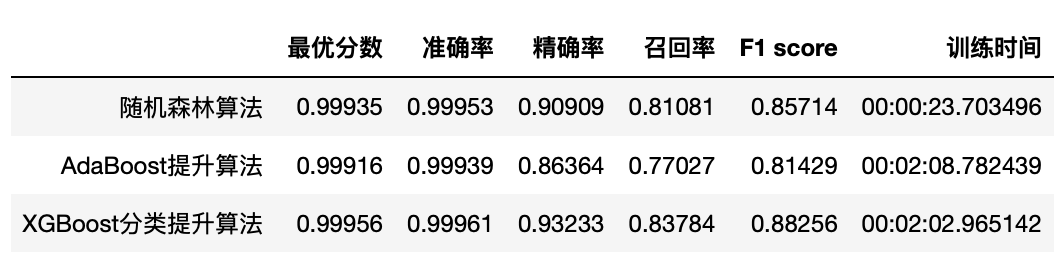 最优分数 准确率 精确率 召回率 F1 score 训练时间
随机森林算法 0.99935 0.99953 0.90909 0.81081 0.85714 00:00:23.703496
AdaBoost提升算法 0.99916 0.99939 0.86364 0.77027 0.81429 00:02:08.782439
XGBoost分类提升算法 0.99956 0.99961 0.93233 0.83784 0.88256 00:02:02.965142